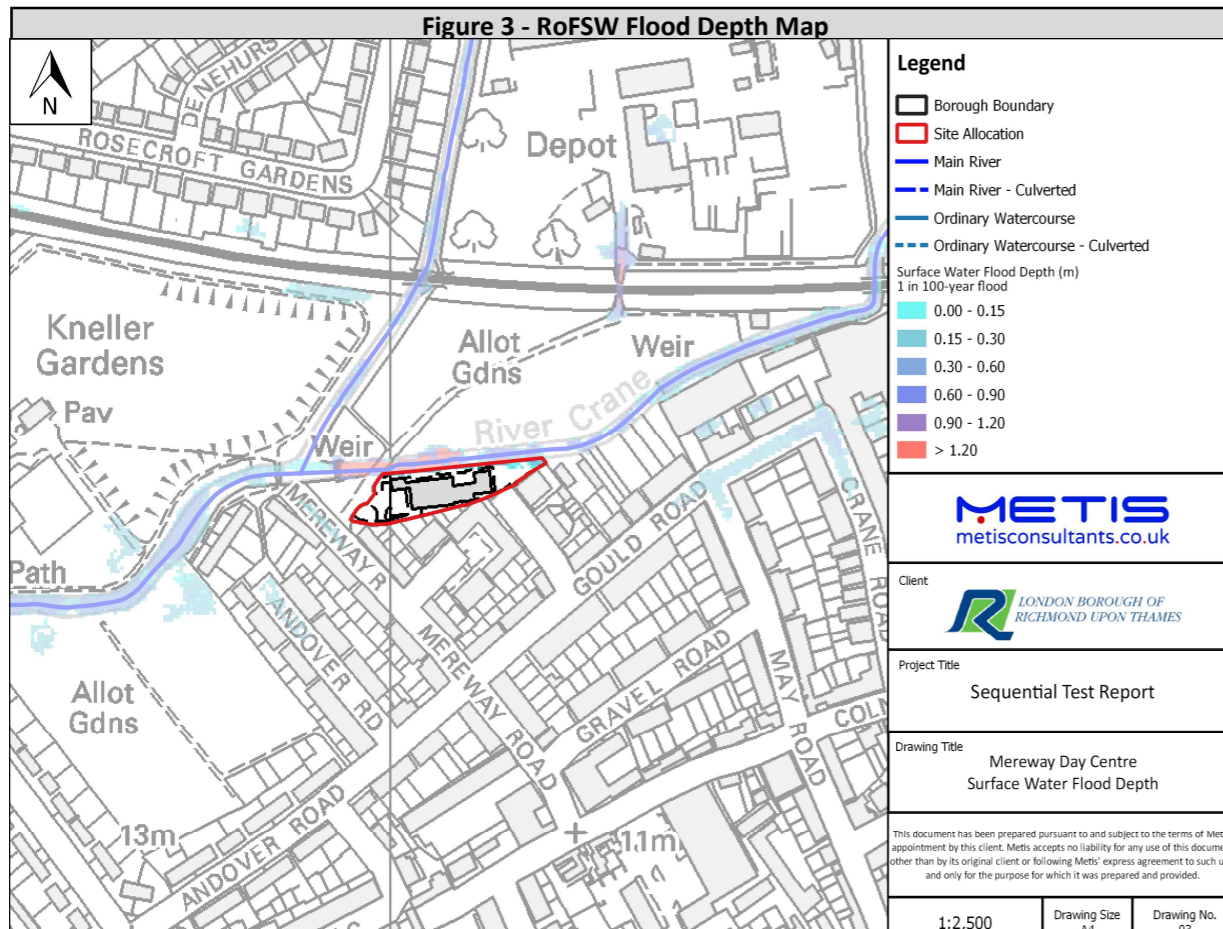 Figure 3 - RoFSW Flood Depth Map
N
DENEHURS
ROSECROFT GARDENS
Depot
Kneller
Gardens
Pav
Allot
Gdns
Weir
River Crane
Weir
Path
MEREWAY R
ANDOVER RD
MEREWAY ROAD
GOULD ROAD
CRANE ROAD
GRAVEL ROAD
MAY ROAD
COLN
Allot
Gdns
13m
ANDOVER ROAD
11m
Legend
Borough Boundary
Site Allocation
Main River
Main River - Culverted
Ordinary Watercourse
Ordinary Watercourse - Culverted
Surface Water Flood Depth (m)
1 in 100-year flood
0.00 - 0.15
0.15 - 0.30
0.30 - 0.60
0.60 - 0.90
0.90 - 1.20
> 1.20
METIS
metisconsultants.co.uk
Client
LONDON BOROUGH OF
RICHMOND UPON THAMES
Project Title
Sequential Test Report
Drawing Title
Mereway Day Centre
Surface Water Flood Depth
This document has been prepared pursuant to and subject to the terms of Met
appointment by this client. Metis accepts no liability for any use of this docume
other than by its original client or following Metis' express agreement to such u
and only for the purpose for which it was prepared and provided.
1:2,500
Drawing Size
Drawing No.